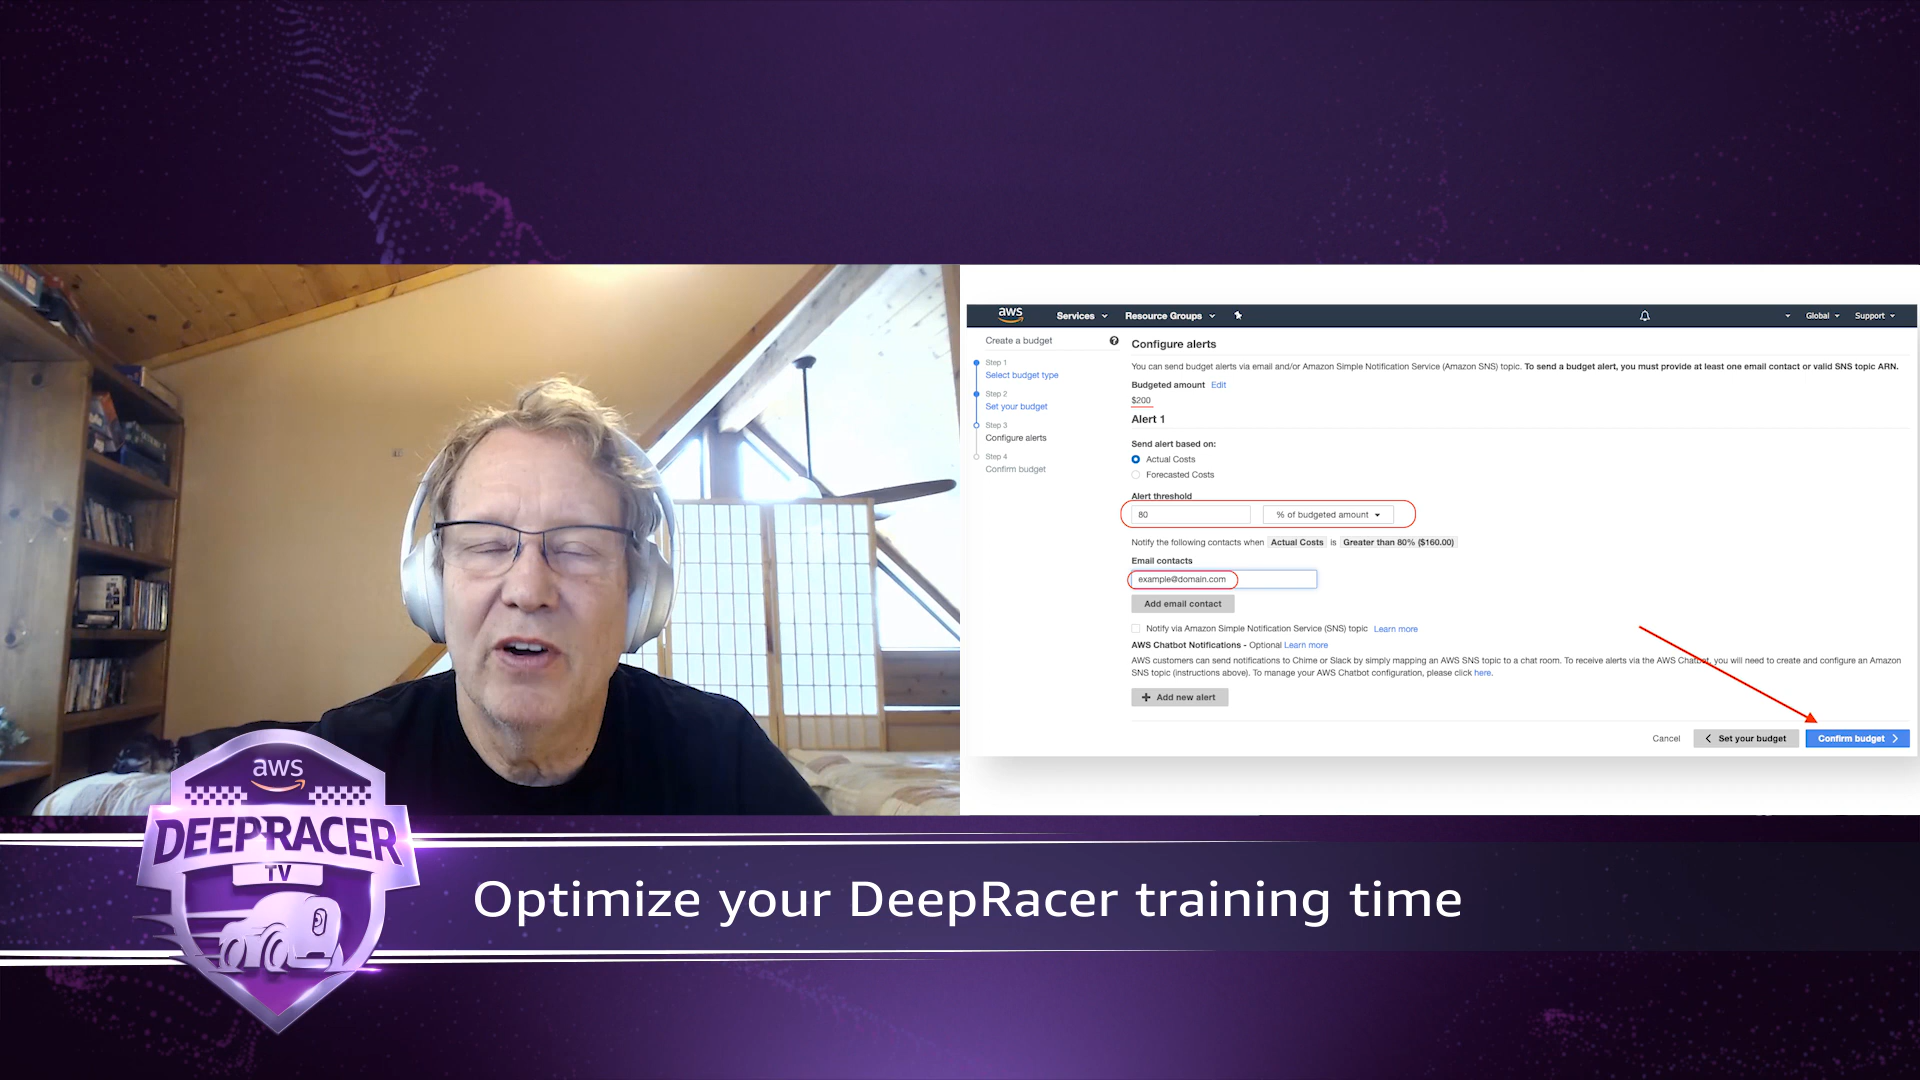 aws
Services
Resource Groups
Global
Support
Create a budget
Step 1
Select budget type
Step 2
Set your budget
Step 3
Configure alerts
Step 4
Confirm budget
Configure alerts
You can send budget alerts via email and/or Amazon Simple Notification Service (Amazon SNS) topic. To send a budget alert, you must provide at least one email contact or valid SNS topic ARN.
Budgeted amount Edit
$200
Alert 1
Send alert based on:
Actual Costs
Forecasted Costs
Alert threshold
80 % of budgeted amount
Notify the following contacts when Actual Costs is Greater than 80% ($160.00)
Email contacts
example@domain.com
Add email contact
Notify via Amazon Simple Notification Service (SNS) topic Learn more
AWS Chatbot Notifications - Optional Learn more
AWS customers can send notifications to Chime or Slack by simply mapping an AWS SNS topic to a chat room. To receive alerts via the AWS Chatbot, you will need to create and configure an Amazon
SNS topic (instructions above). To manage your AWS Chatbot configuration, please click here.
Add new alert
Cancel Set your budget Confirm budget
aws
DEEPRACER
TV
Optimize your DeepRacer training time